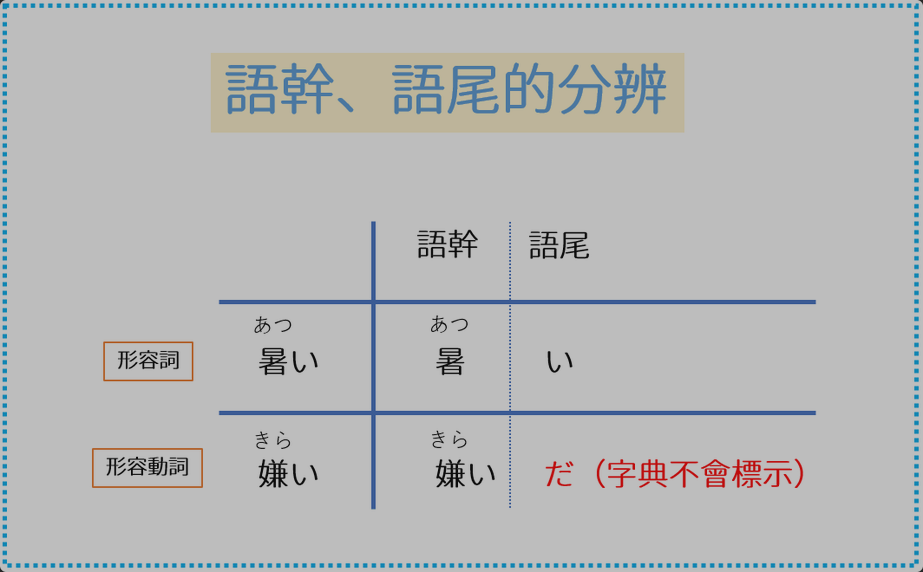 語幹、語尾的分辨
語幹 語尾
あつ あつ
形容詞 暑い 暑 い
きら きら
形容動詞 嫌い 嫌い だ（字典不會標示）